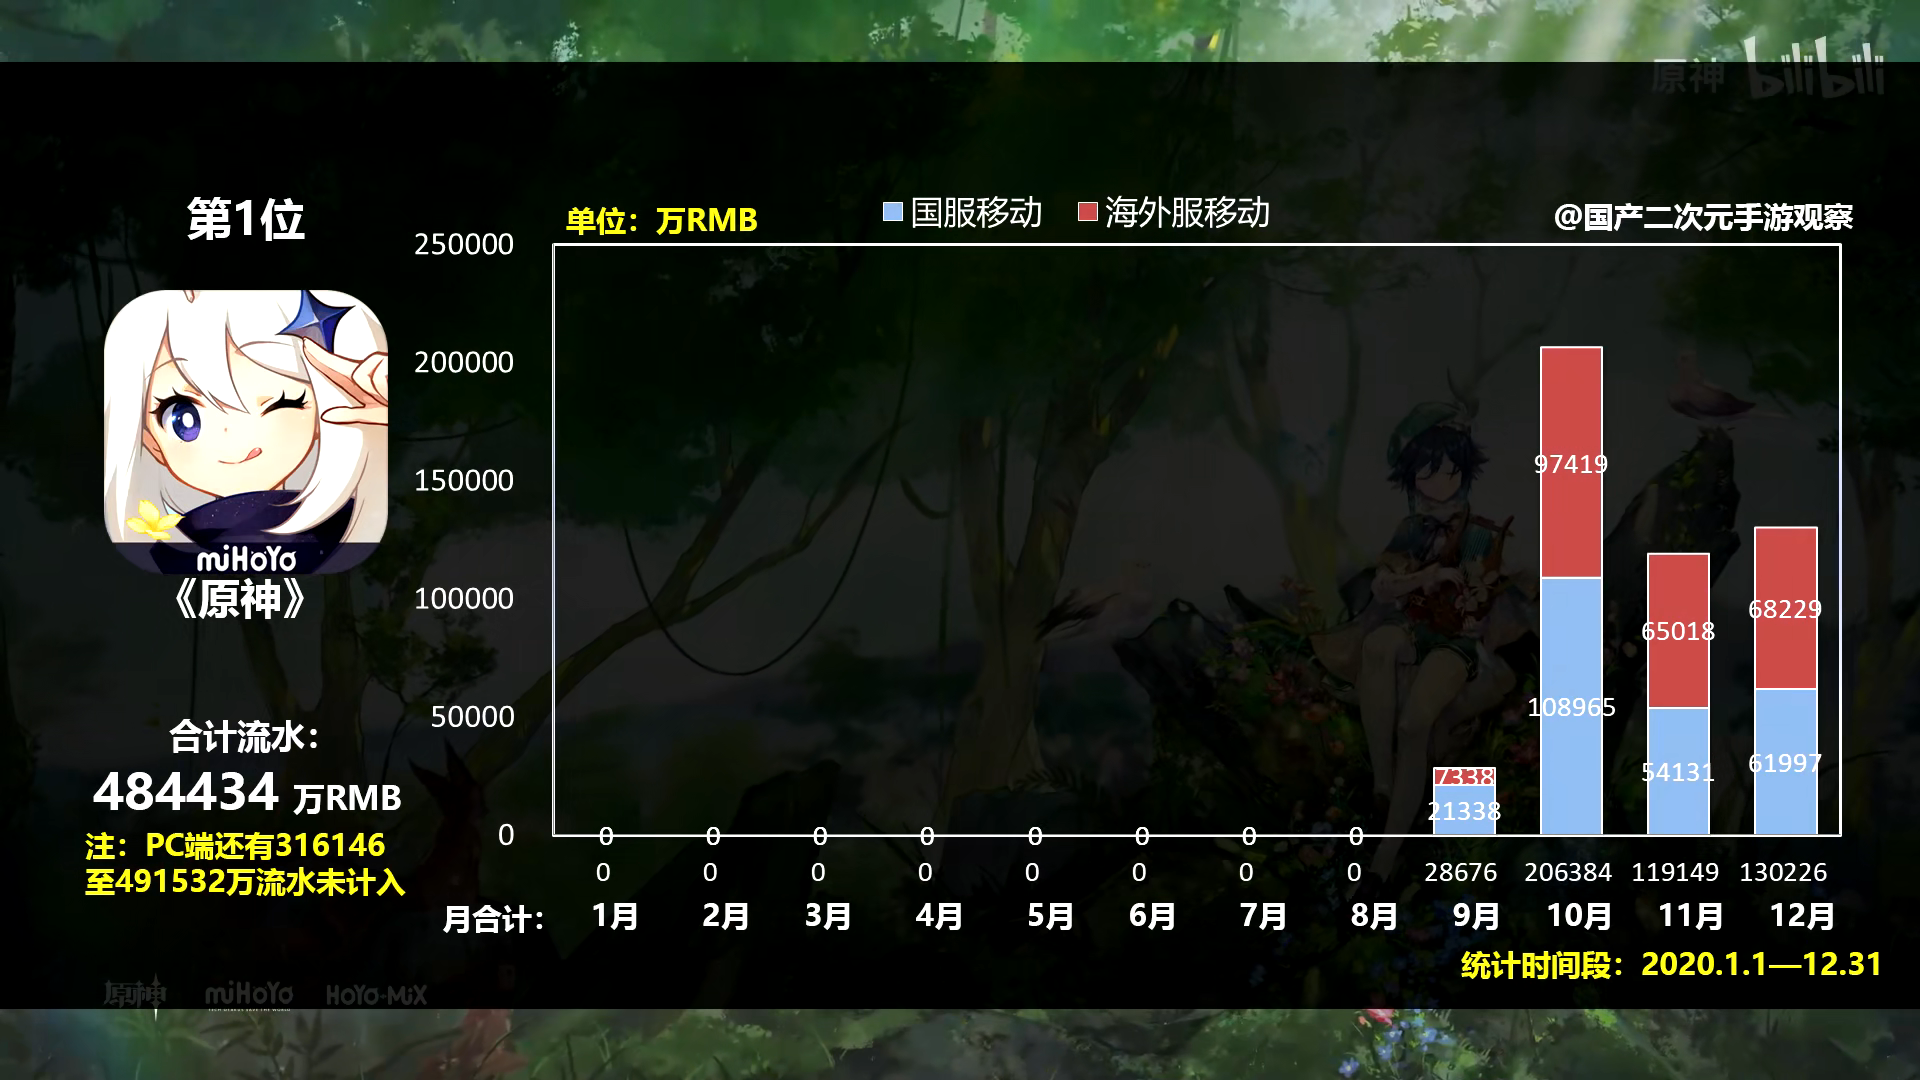 原神 bilibili
第1位
单位：万RMB
国服移动 海外服移动
@国产二次元手游观察
250000
200000
150000
100000
50000
0
miHoYo
《原神》
合计流水：
484434 万RMB
注：PC端还有316146
至491532万流水未计入
97419
108965
65018
54131
68229
61997
7338
21338
0 0 0 0 0 0 0 0
0 0 0 0 0 0 0 0 28676 206384 119149 130226
月合计： 1月 2月 3月 4月 5月 6月 7月 8月 9月 10月 11月 12月
统计时间段：2020.1.1—12.31
原神 miHoYo HOYO-MiX